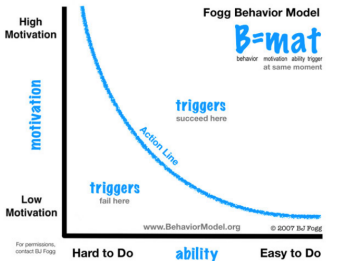 Fogg Behavior Model
B=mat
behavior motivation ability trigger
at same moment
High
Motivation
motivation
triggers
succeed here
Action Line
triggers
fail here
Low
Motivation
www.BehaviorModel.org
© 2007 BJ Fogg
For permissions,
contact BJ Fogg
Hard to Do
ability
Easy to Do